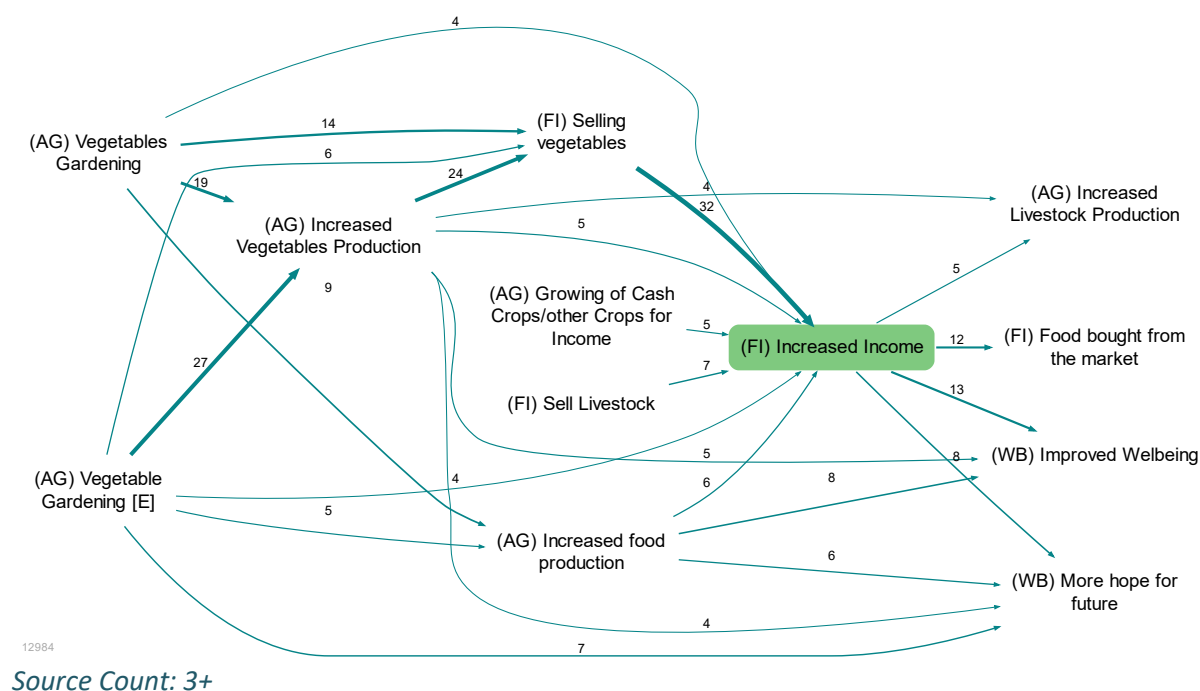 4
(AG) Vegetables
Gardening
14
6
19
(FI) Selling
vegetables
24
(AG) Increased
Vegetables Production
4
32
5
(AG) Increased
Livestock Production
9
(AG) Growing of Cash
Crops/other Crops for
Income
5
5
(FI) Increased Income
12
(FI) Food bought from
the market
27
7
(FI) Sell Livestock
13
(AG) Vegetable
Gardening [E]
5
8
(WB) Improved Welbeing
4
6
8
5
(AG) Increased food
production
6
(WB) More hope for
future
4
7
12984
Source Count: 3+